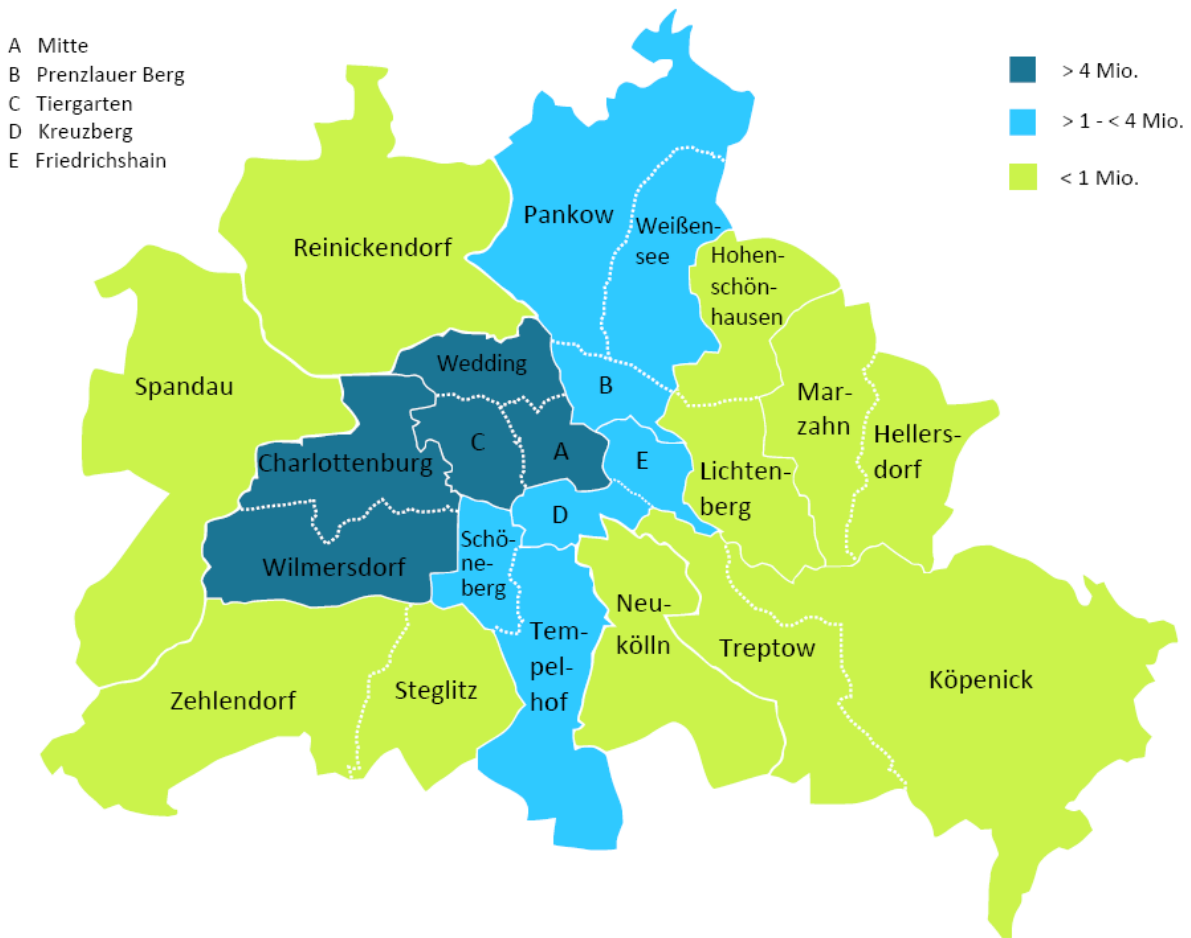 A Mitte
B Prenzlauer Berg
C Tiergarten
D Kreuzberg
E Friedrichshain
> 4 Mio.
> 1 - < 4 Mio.
< 1 Mio.
Pankow
Weißen-
see
Reinickendorf
Hohen-
schön-
hausen
Wedding
Spandau
B
Mar-
zahn
Hellers-
dorf
C
A
E
Charlottenburg
Lichten-
berg
D
Schö-
ne-
berg
Wilmersdorf
Neu-
kölln
Tem-
pel-
hof
Treptow
Köpenick
Steglitz
Zehlendorf